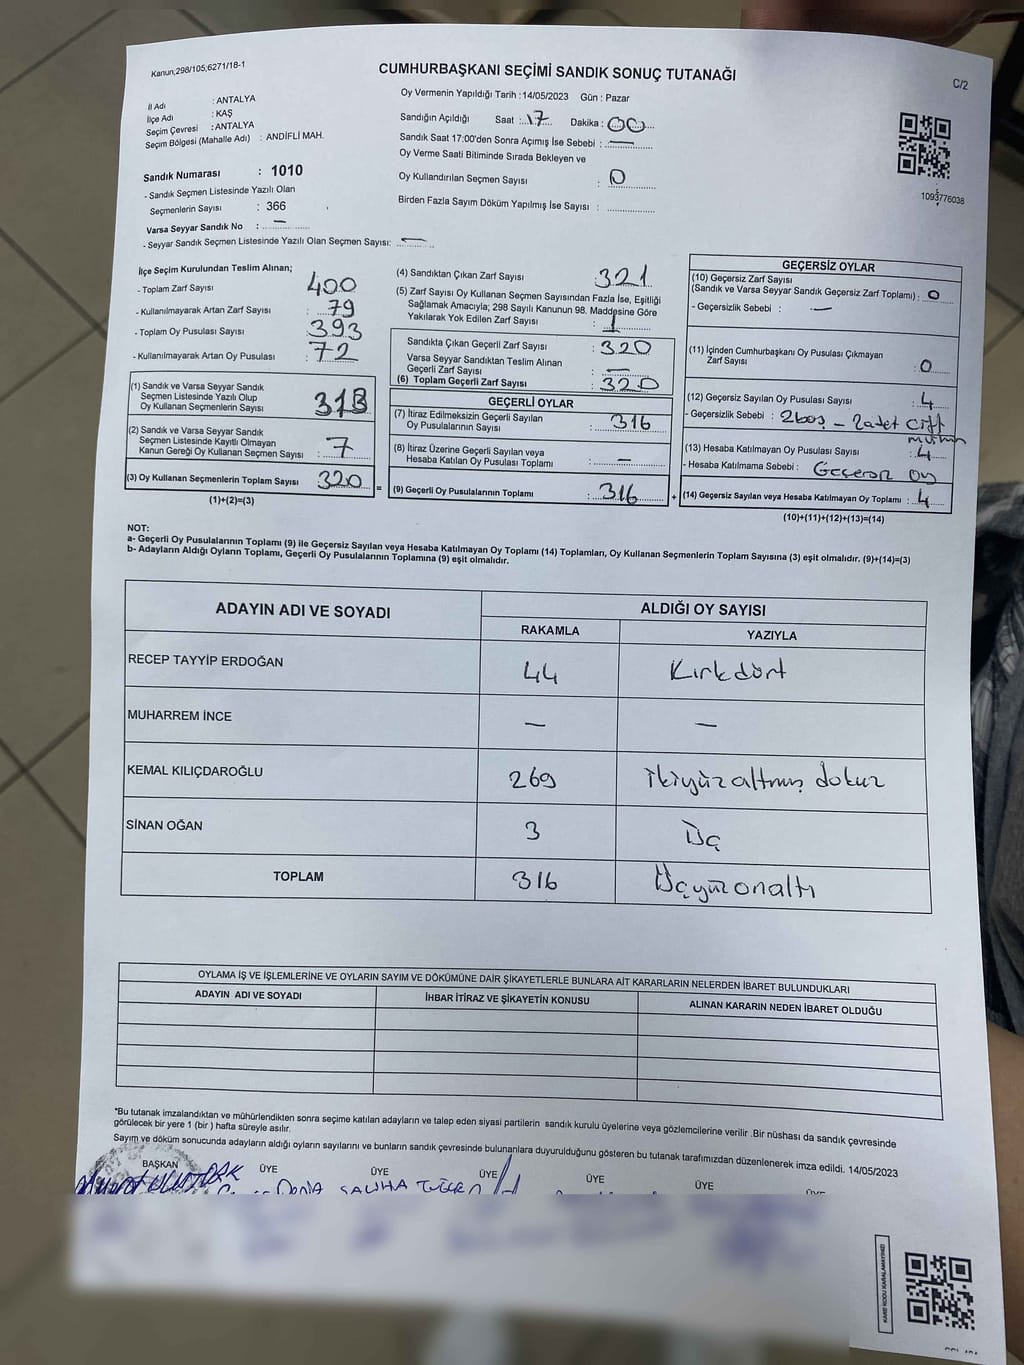 Kanun,298/105;6271/18-1
CUMHURBAŞKANI SEÇİMİ SANDIK SONUÇ TUTANAĞI
C/2
İl Adı : ANTALYA
İlçe Adı : KAŞ
Seçim Çevresi : ANTALYA
Seçim Bölgesi (Mahalle Adı) : ANDİFLİ MAH.
Sandık Numarası : 1010
- Sandık Seçmen Listesinde Yazılı Olan
Seçmenlerin Sayısı : 366
Varsa Seyyar Sandık No : —
- Seyyar Sandık Seçmen Listesinde Yazılı Olan Seçmen Sayısı: —
Oy Vermenin Yapıldığı Tarih :14/05/2023 Gün : Pazar
Sandığın Açıldığı Saat : 17 Dakika : 00
Sandık Saat 17:00'den Sonra Açımış İse Sebebi : —
Oy Verme Saati Bitiminde Sırada Bekleyen ve
Oy Kullandırılan Seçmen Sayısı : 0
Birden Fazla Sayım Döküm Yapılmış İse Sayısı :
1093776038
İlçe Seçim Kurulundan Teslim Alınan;
- Toplam Zarf Sayısı : 400
- Kullanılmayarak Artan Zarf Sayısı : 79
- Toplam Oy Pusulası Sayısı : 393
- Kullanılmayarak Artan Oy Pusulası : 72
(1) Sandık ve Varsa Seyyar Sandık
Seçmen Listesinde Yazılı Olup
Oy Kullanan Seçmenlerin Sayısı : 313
(2) Sandık ve Varsa Seyyar Sandık
Seçmen Listesinde Kayıtlı Olmayan
Kanun Gereği Oy Kullanan Seçmen Sayısı : 7
(3) Oy Kullanan Seçmenlerin Toplam Sayısı : 320
(1)+(2)=(3)
(4) Sandıktan Çıkan Zarf Sayısı : 321
(5) Zarf Sayısı Oy Kullanan Seçmen Sayısından Fazla İse, Eşitliği
Sağlamak Amacıyla; 298 Sayılı Kanunun 98. Maddesine Göre
Yakılarak Yok Edilen Zarf Sayısı : 1
Sandıkta Çıkan Geçerli Zarf Sayısı : 320
Varsa Seyyar Sandıktan Teslim Alınan
Geçerli Zarf Sayısı : —
(6) Toplam Geçerli Zarf Sayısı : 320
GEÇERLİ OYLAR
(7) İtiraz Edilmeksizin Geçerli Sayılan
Oy Pusulalarının Sayısı : 316
(8) İtiraz Üzerine Geçerli Sayılan veya
Hesaba Katılan Oy Pusulası Toplamı : —
(9) Geçerli Oy Pusulalarının Toplamı : 316
GEÇERSİZ OYLAR
(10) Geçersiz Zarf Sayısı
(Sandık ve Varsa Seyyar Sandık Geçersiz Zarf Toplamı) : 0
- Geçersizlik Sebebi : —
(11) İçinden Cumhurbaşkanı Oy Pusulası Çıkmayan
Zarf Sayısı : 0
(12) Geçersiz Sayılan Oy Pusulası Sayısı : 4
- Geçersizlik Sebebi : 2boş - 2adet Çift
mühür
(13) Hesaba Katılmayan Oy Pusulası Sayısı : 4
- Hesaba Katılmama Sebebi : Geçersiz oy
(14) Geçersiz Sayılan veya Hesaba Katılmayan Oy Toplamı : 4
(10)+(11)+(12)+(13)=(14)
NOT:
a- Geçerli Oy Pusulalarının Toplamı (9) ile Geçersiz Sayılan veya Hesaba Katılmayan Oy Toplamı (14) Toplamları, Oy Kullanan Seçmenlerin Toplam Sayısına (3) eşit olmalıdır. (9)+(14)=(3)
b- Adayların Aldığı Oyların Toplamı, Geçerli Oy Pusulalarının Toplamına (9) eşit olmalıdır.
ADAYIN ADI VE SOYADI ALDIĞI OY SAYISI
RAKAMLA YAZIYLA
RECEP TAYYİP ERDOĞAN 44 Kırkdört
MUHARREM İNCE — —
KEMAL KILIÇDAROĞLU 269 ikiyüzaltmış dokuz
SİNAN OĞAN 3 Üç
TOPLAM 316 Üçyüzonaltı
OYLAMA İŞ VE İŞLEMLERİNE VE OYLARIN SAYIM VE DÖKÜMÜNE DAİR ŞİKAYETLERLE BUNLARA AİT KARARLARIN NELERDEN İBARET BULUNDUKLARI
ADAYIN ADI VE SOYADI İHBAR İTİRAZ VE ŞİKAYETİN KONUSU ALINAN KARARIN NEDEN İBARET OLDUĞU
*Bu tutanak imzalandıktan ve mühürlendikten sonra seçime katılan adayların ve talep eden siyasi partilerin sandık kurulu üyelerine veya gözlemcilerine verilir .Bir nüshası da sandık çevresinde
görülecek bir yere 1 (bir ) hafta süreyle asılır.
Sayım ve döküm sonucunda adayların aldığı oyların sayılarını ve bunların sandık çevresinde bulunanlara duyurulduğunu gösteren bu tutanak tarafımızdan düzenlenerek imza edildi. 14/05/2023
BAŞKAN ÜYE ÜYE ÜYE ÜYE ÜYE ÜYE
Deniz SALİHA
KARE KODU KARALAMAYINIZ!